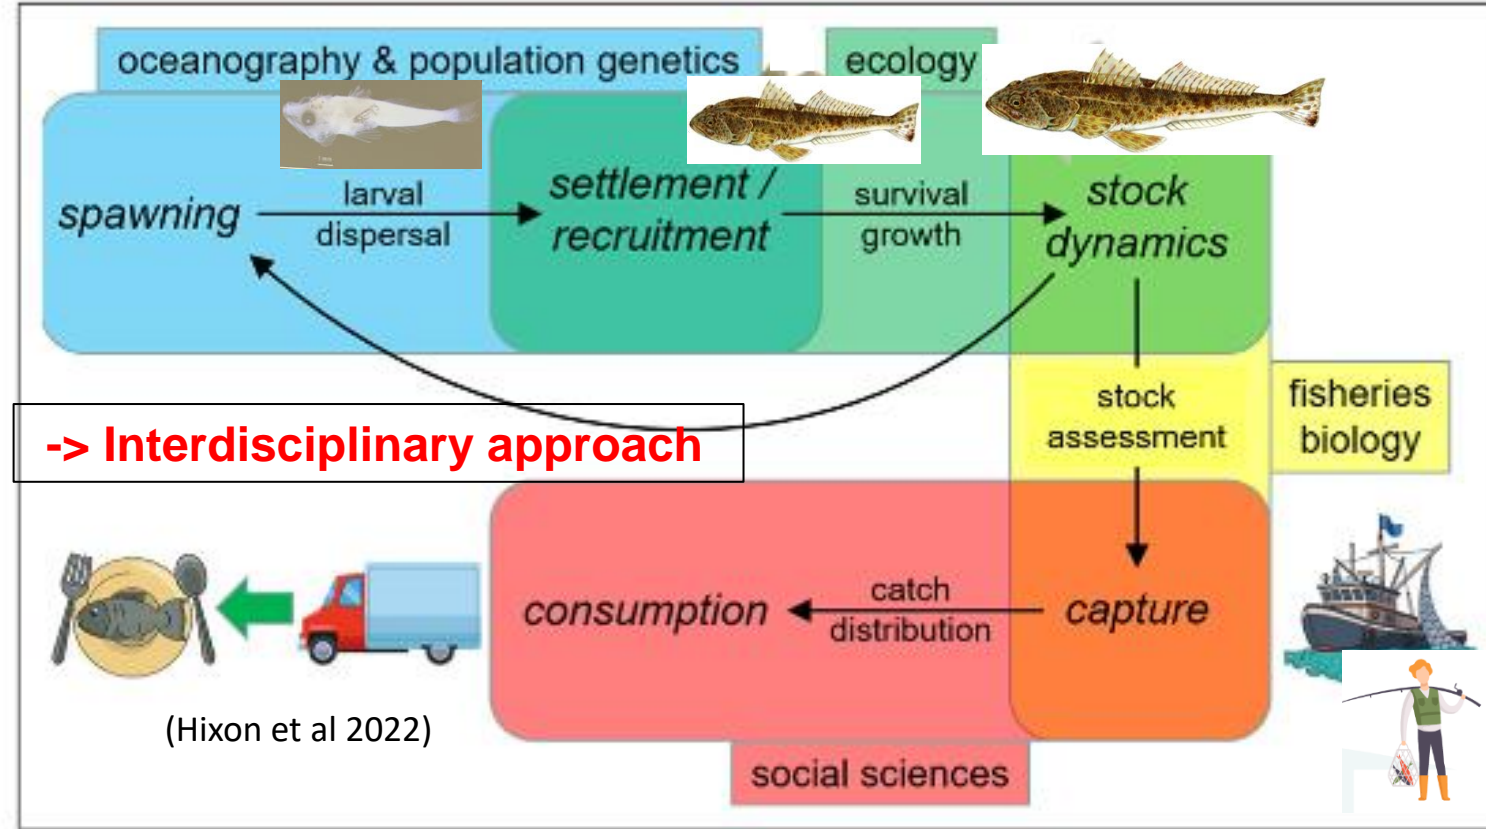 oceanography & population genetics
ecology
spawning
larval
dispersal
settlement /
recruitment
survival
growth
stock
dynamics
stock
assessment
fisheries
biology
-> Interdisciplinary approach
consumption
catch
distribution
capture
(Hixon et al 2022)
social sciences